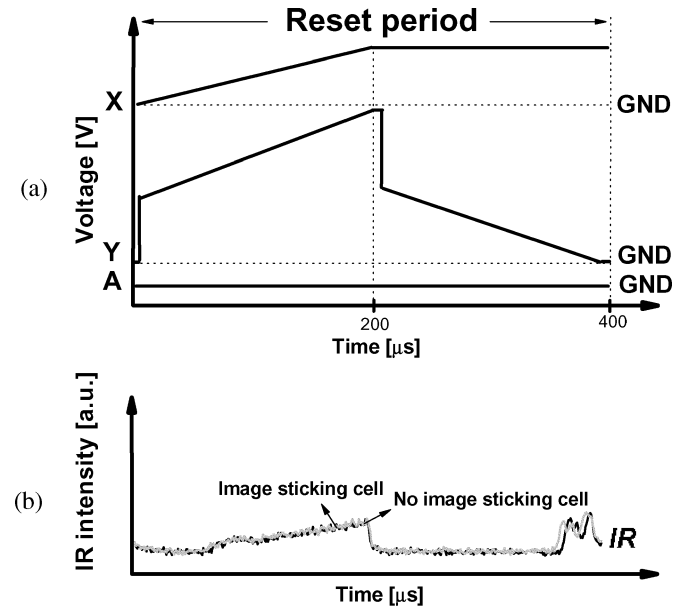 Reset period
(a)
Voltage [V]
X
GND
Y
GND
A
GND
200
400
Time [μs]
(b)
IR intensity [a.u.]
Image sticking cell
No image sticking cell
IR
Time [μs]